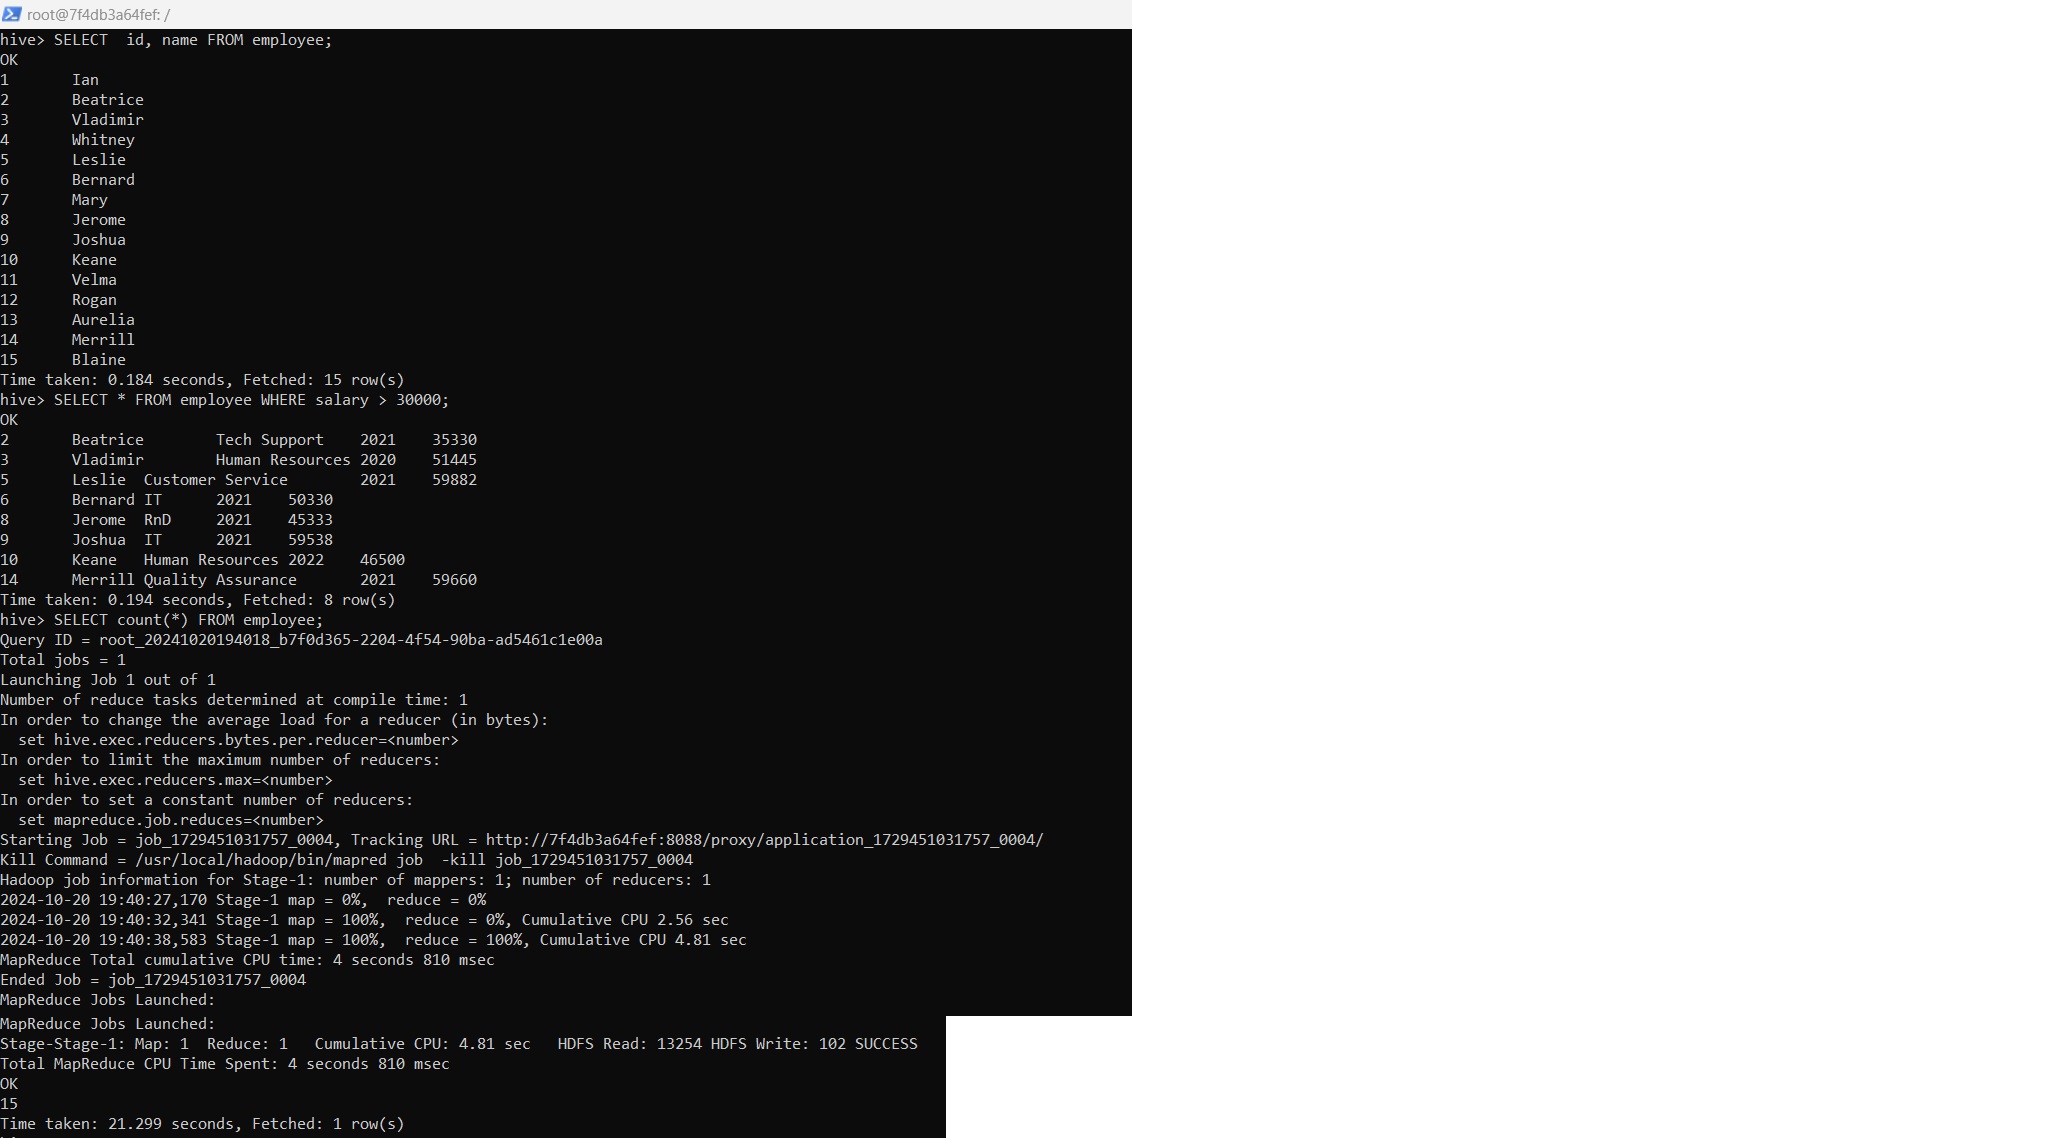 root@7f4db3a64fef: /
hive> SELECT  id, name FROM employee;
OK
1       Ian
2       Beatrice
3       Vladimir
4       Whitney
5       Leslie
6       Bernard
7       Mary
8       Jerome
9       Joshua
10      Keane
11      Velma
12      Rogan
13      Aurelia
14      Merrill
15      Blaine
Time taken: 0.184 seconds, Fetched: 15 row(s)
hive> SELECT * FROM employee WHERE salary > 30000;
OK
2       Beatrice        Tech Support    2021    35330
3       Vladimir        Human Resources 2020    51445
5       Leslie  Customer Service        2021    59882
6       Bernard IT      2021    50330
8       Jerome  RnD     2021    45333
9       Joshua  IT      2021    59538
10      Keane   Human Resources 2022    46500
14      Merrill Quality Assurance       2021    59660
Time taken: 0.194 seconds, Fetched: 8 row(s)
hive> SELECT count(*) FROM employee;
Query ID = root_20241020194018_b7f0d365-2204-4f54-90ba-ad5461c1e00a
Total jobs = 1
Launching Job 1 out of 1
Number of reduce tasks determined at compile time: 1
In order to change the average load for a reducer (in bytes):
  set hive.exec.reducers.bytes.per.reducer=<number>
In order to limit the maximum number of reducers:
  set hive.exec.reducers.max=<number>
In order to set a constant number of reducers:
  set mapreduce.job.reduces=<number>
Starting Job = job_1729451031757_0004, Tracking URL = http://7f4db3a64fef:8088/proxy/application_1729451031757_0004/
Kill Command = /usr/local/hadoop/bin/mapred job  -kill job_1729451031757_0004
Hadoop job information for Stage-1: number of mappers: 1; number of reducers: 1
2024-10-20 19:40:27,170 Stage-1 map = 0%,  reduce = 0%
2024-10-20 19:40:32,341 Stage-1 map = 100%,  reduce = 0%, Cumulative CPU 2.56 sec
2024-10-20 19:40:38,583 Stage-1 map = 100%,  reduce = 100%, Cumulative CPU 4.81 sec
MapReduce Total cumulative CPU time: 4 seconds 810 msec
Ended Job = job_1729451031757_0004
MapReduce Jobs Launched:
MapReduce Jobs Launched:
Stage-Stage-1: Map: 1  Reduce: 1   Cumulative CPU: 4.81 sec   HDFS Read: 13254 HDFS Write: 102 SUCCESS
Total MapReduce CPU Time Spent: 4 seconds 810 msec
OK
15
Time taken: 21.299 seconds, Fetched: 1 row(s)